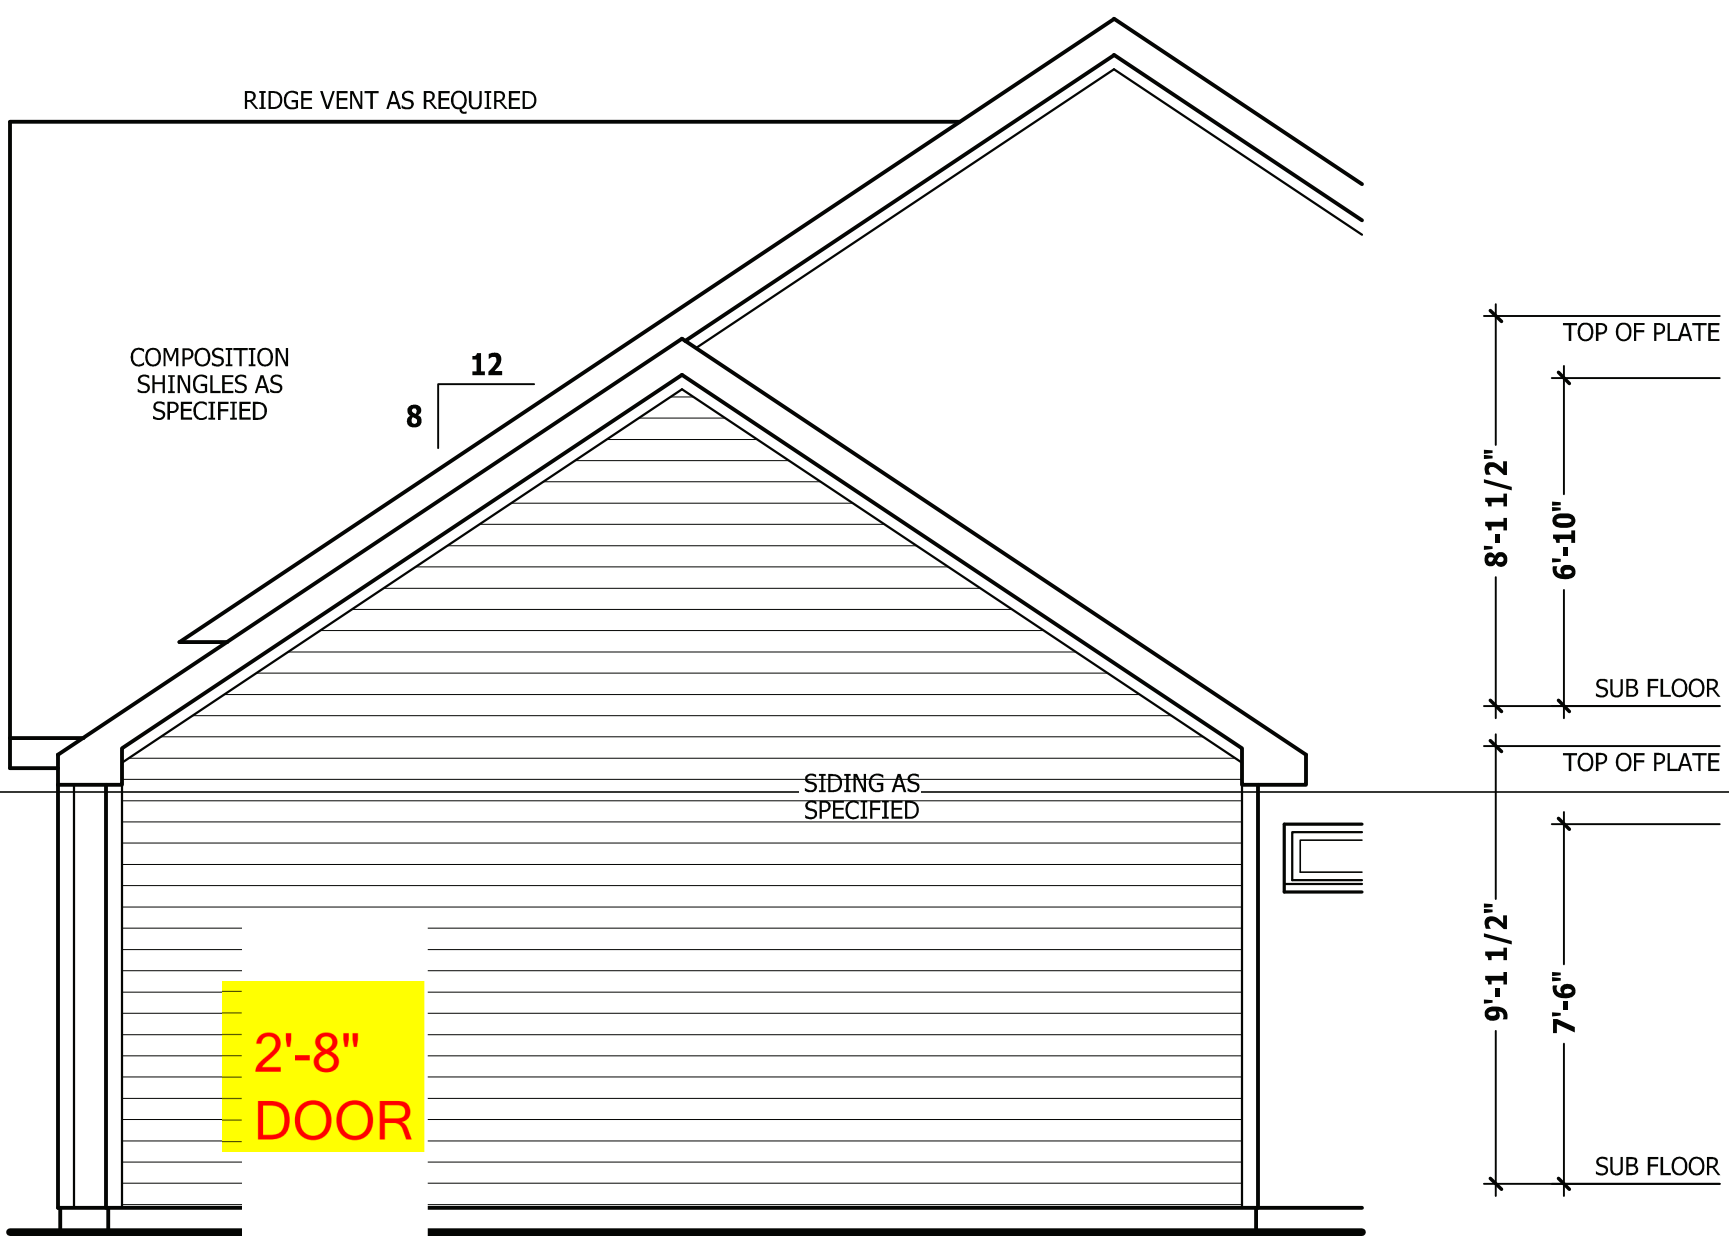 RIDGE VENT AS REQUIRED
COMPOSITION
SHINGLES AS
SPECIFIED
12
8
TOP OF PLATE
8'-1 1/2"
6'-10"
SUB FLOOR
TOP OF PLATE
SIDING AS
SPECIFIED
9'-1 1/2"
7'-6"
2'-8"
DOOR
SUB FLOOR